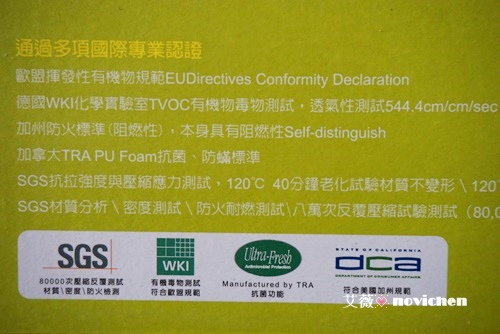 通過多項國際專業認證
歐盟揮發性有機物規範EUDirectives Conformity Declaration
德國WKI化學實驗室TVOC有機物毒物測試，透氣性測試544.4cm/cm/sec
加州防火標準(阻燃性)，本身具有阻燃性Self-distinguish
加拿大TRA PU Foam抗菌、防蟎標準
SGS抗拉強度與壓縮應力測試，120℃ 40分鐘老化試驗材質不變形\120
SGS材質分析\密度測試\防火耐燃測試\八萬次反覆壓縮試驗測試(80,0
SGS
80000次壓縮反覆測試
材質\密度\防火檢測
WKI
有機毒物測試
符合歐盟規範
Ultra-Fresh
Antimicrobial Protection
Manufactured by TRA
抗菌功能
STATE OF CALIFORNIA
dca
DEPARTMENT OF CONSUMER AFFAIRS
符合美國加州規範
艾薇♡novichen